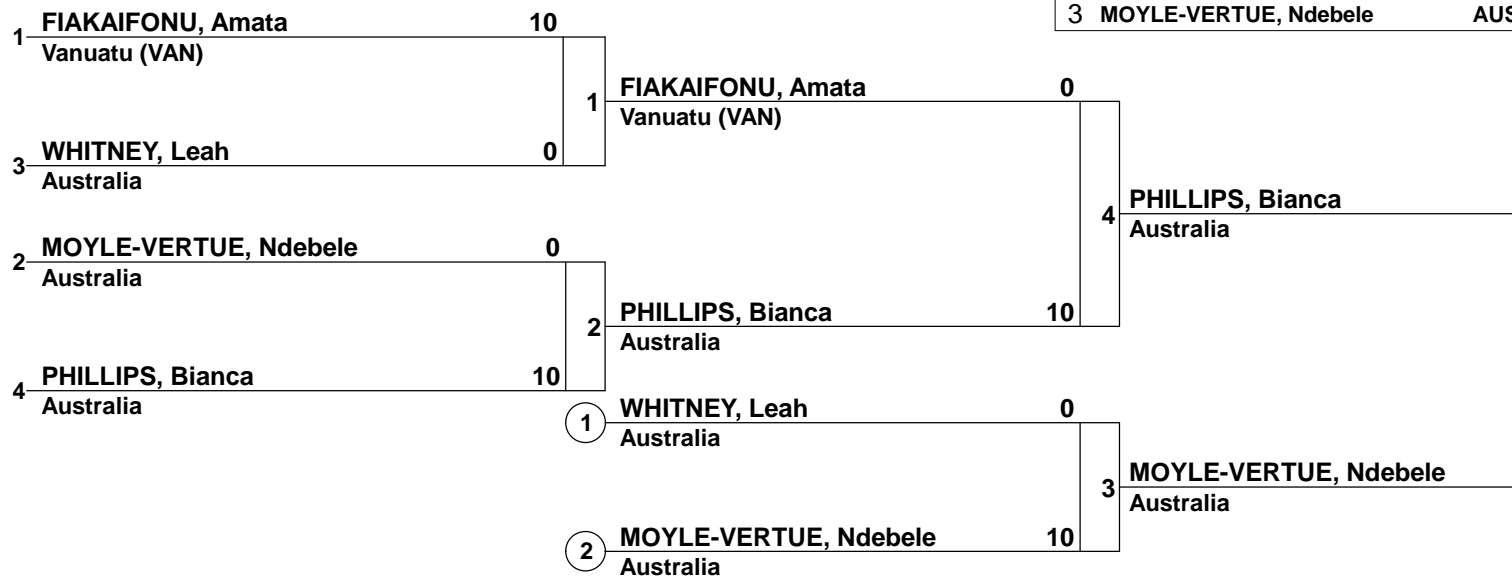 3 MOYLE-VERTUE, Ndebele AUS
1 FIAKAIFONU, Amata 10
Vanuatu (VAN)
3 WHITNEY, Leah 0
Australia
1
FIAKAIFONU, Amata 0
Vanuatu (VAN)
2 MOYLE-VERTUE, Ndebele 0
Australia
4 PHILLIPS, Bianca 10
Australia
2
PHILLIPS, Bianca 10
Australia
4
PHILLIPS, Bianca
Australia
1 WHITNEY, Leah 0
Australia
2 MOYLE-VERTUE, Ndebele 10
Australia
3
MOYLE-VERTUE, Ndebele
Australia